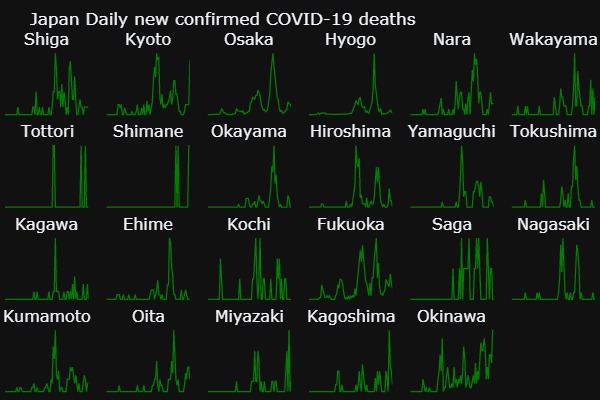 Japan Daily new confirmed COVID-19 deaths
Shiga Kyoto Osaka Hyogo Nara Wakayama
Tottori Shimane Okayama Hiroshima Yamaguchi Tokushima
Kagawa Ehime Kochi Fukuoka Saga Nagasaki
Kumamoto Oita Miyazaki Kagoshima Okinawa